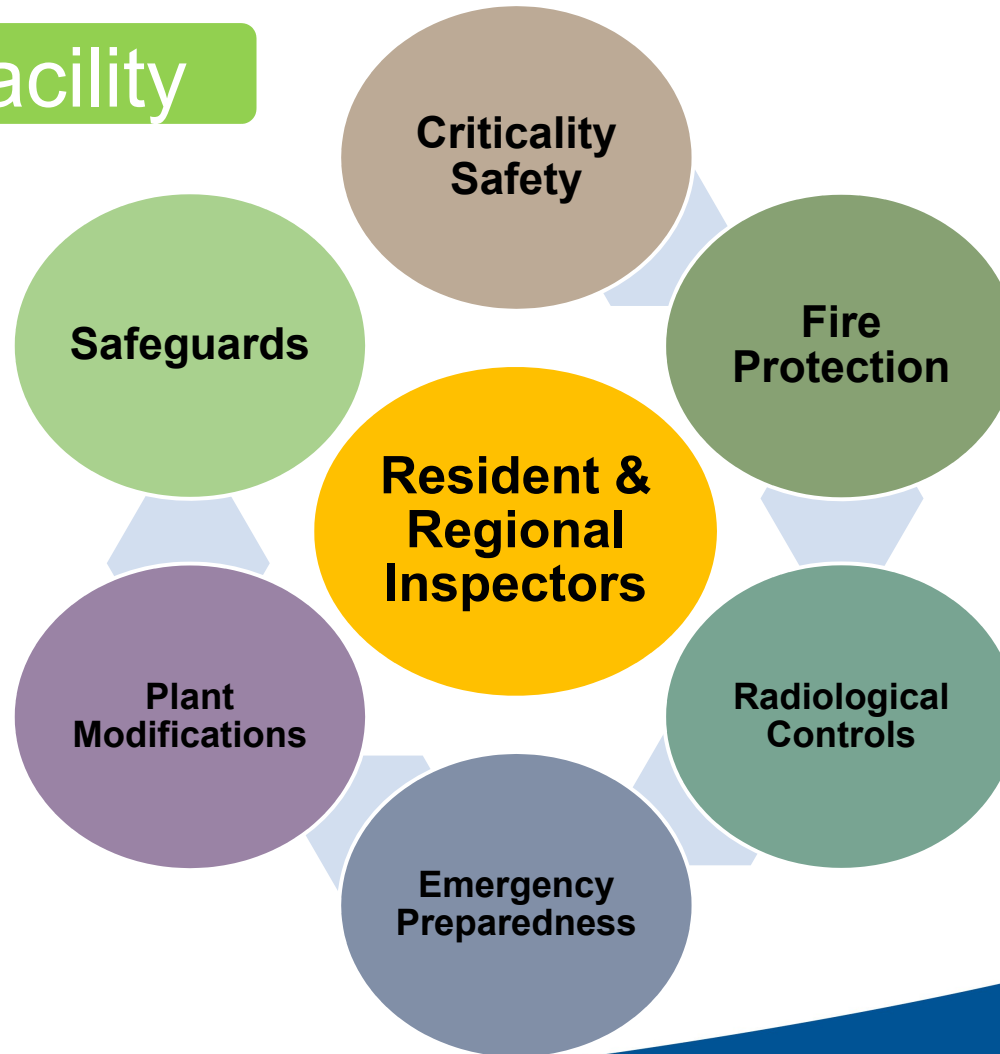 acility
Criticality
Safety
Fire
Protection
Safeguards
Resident &
Regional
Inspectors
Radiological
Controls
Plant
Modifications
Emergency
Preparedness